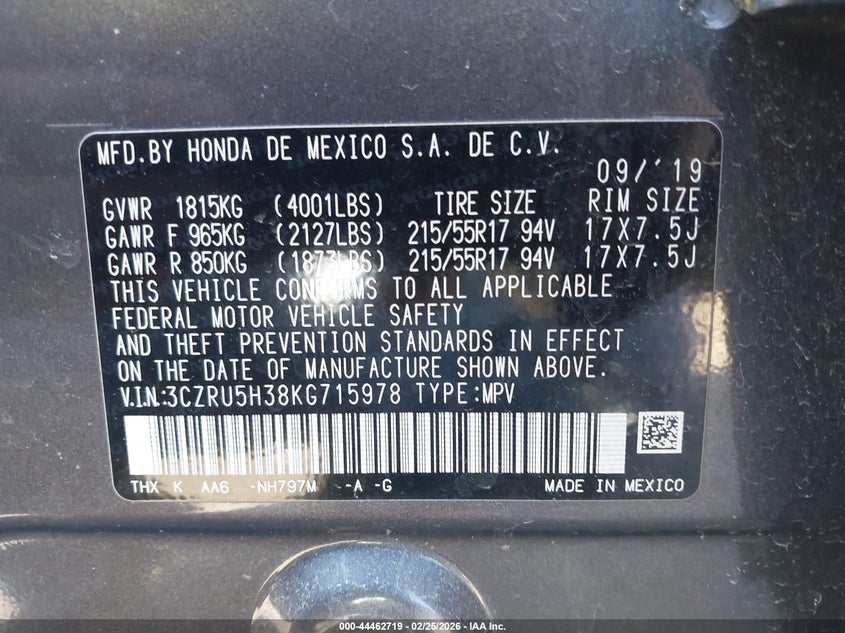 MFD.BY HONDA DE MEXICO S.A. DE C.V.
09/'19
GVWR 1815KG (4001LBS) TIRE SIZE RIM SIZE
GAWR F 965KG (2127LBS) 215/55R17 94V 17X7.5J
GAWR R 850KG (1873LBS) 215/55R17 94V 17X7.5J
THIS VEHICLE CONFORMS TO ALL APPLICABLE
FEDERAL MOTOR VEHICLE SAFETY
AND THEFT PREVENTION STANDARDS IN EFFECT
ON THE DATE OF MANUFACTURE SHOWN ABOVE.
V.I.N.:3CZRU5H38KG715978 TYPE:MPV
THX K AA6 -NH797M --A -G MADE IN MEXICO
000-44462719 - 02/25/2026 - IAA Inc.